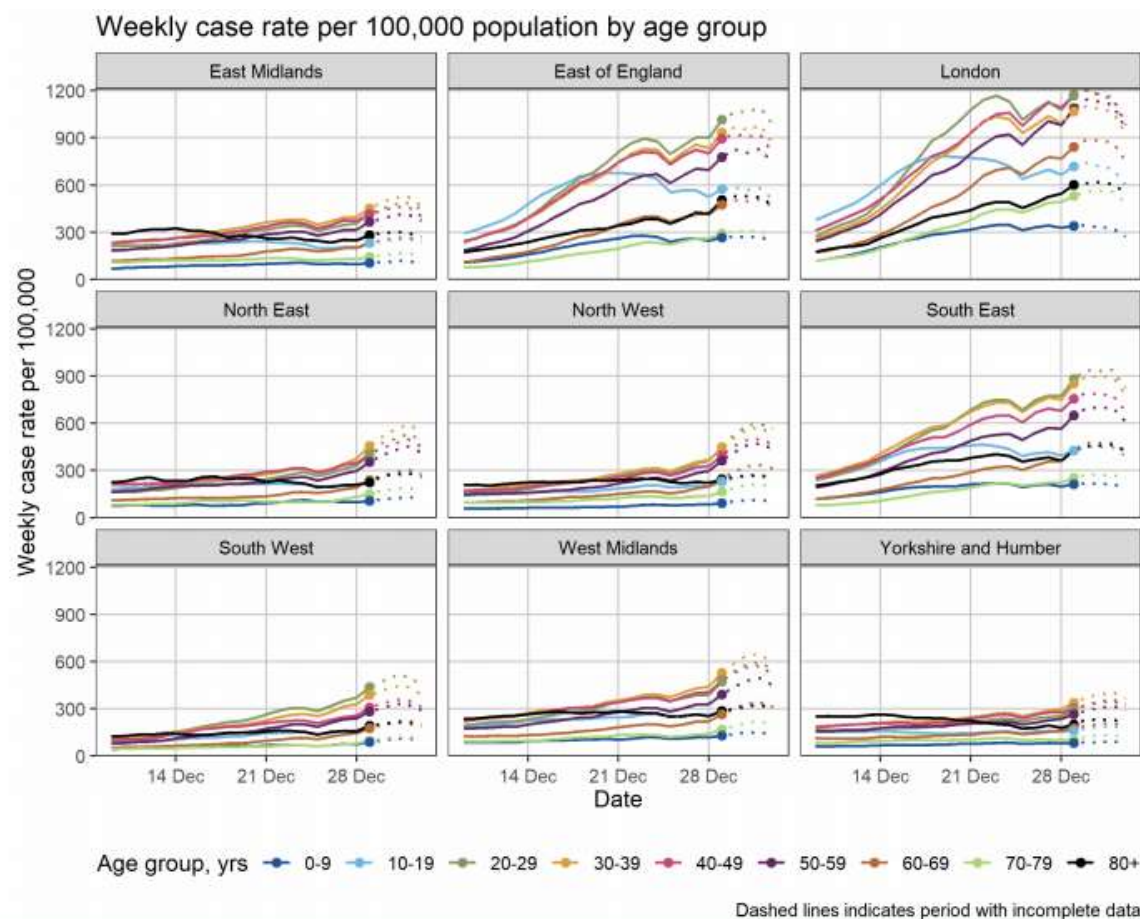 Weekly case rate per 100,000 population by age group
East Midlands East of England London
1200
900
600
300
0
North East North West South East
1200
900
600
300
0
South West West Midlands Yorkshire and Humber
1200
900
600
300
0
14 Dec 21 Dec 28 Dec 14 Dec 21 Dec 28 Dec 14 Dec 21 Dec 28 Dec
Weekly case rate per 100,000
Date
Age group, yrs 0-9 10-19 20-29 30-39 40-49 50-59 60-69 70-79 80+
Dashed lines indicates period with incomplete data